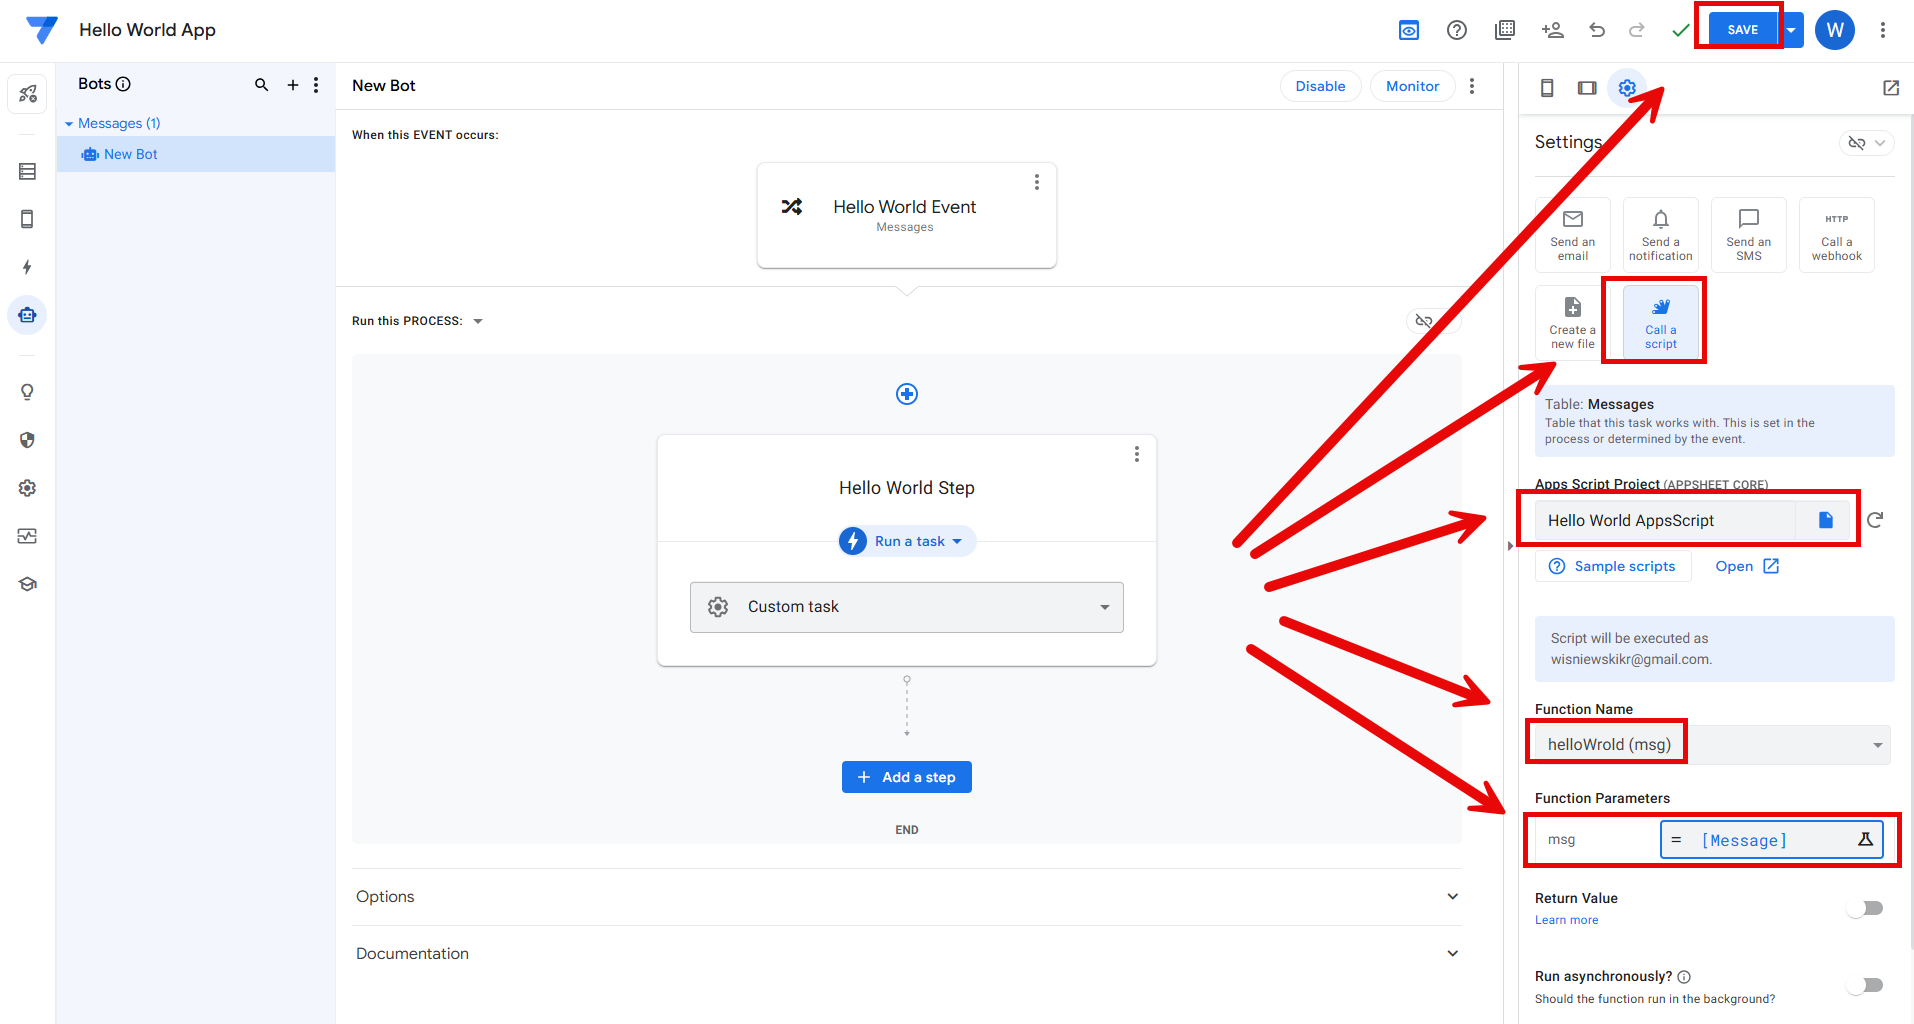 Hello World App
SAVE
W
Bots
Messages (1)
New Bot
New Bot
Disable
Monitor
When this EVENT occurs:
Hello World Event
Messages
Run this PROCESS:
Hello World Step
Run a task
Custom task
Add a step
END
Options
Documentation
Settings
Send an
email
Send a
notification
Send an
SMS
HTTP
Call a
webhook
Create a
new file
Call a
script
Table: Messages
Table that this task works with. This is set in the
process or determined by the event.
Apps Script Project (APPSHEET CORE)
Hello World AppsScript
Sample scripts
Open
Script will be executed as
wisniewskikr@gmail.com.
Function Name
helloWrold (msg)
Function Parameters
msg
= [Message]
Return Value
Learn more
Run asynchronously?
Should the function run in the background?